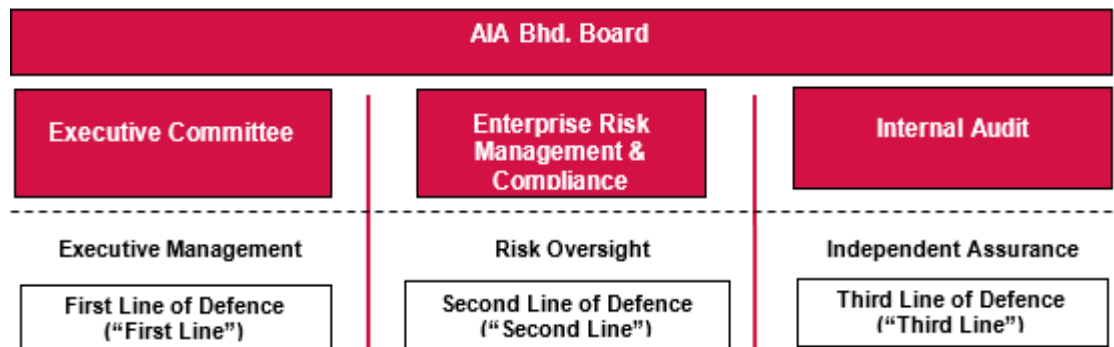 AIA Bhd. Board
Executive Committee
Enterprise Risk
Management &
Compliance
Internal Audit
Executive Management
Risk Oversight
Independent Assurance
First Line of Defence
(“First Line”)
Second Line of Defence
(“Second Line”)
Third Line of Defence
(“Third Line”)